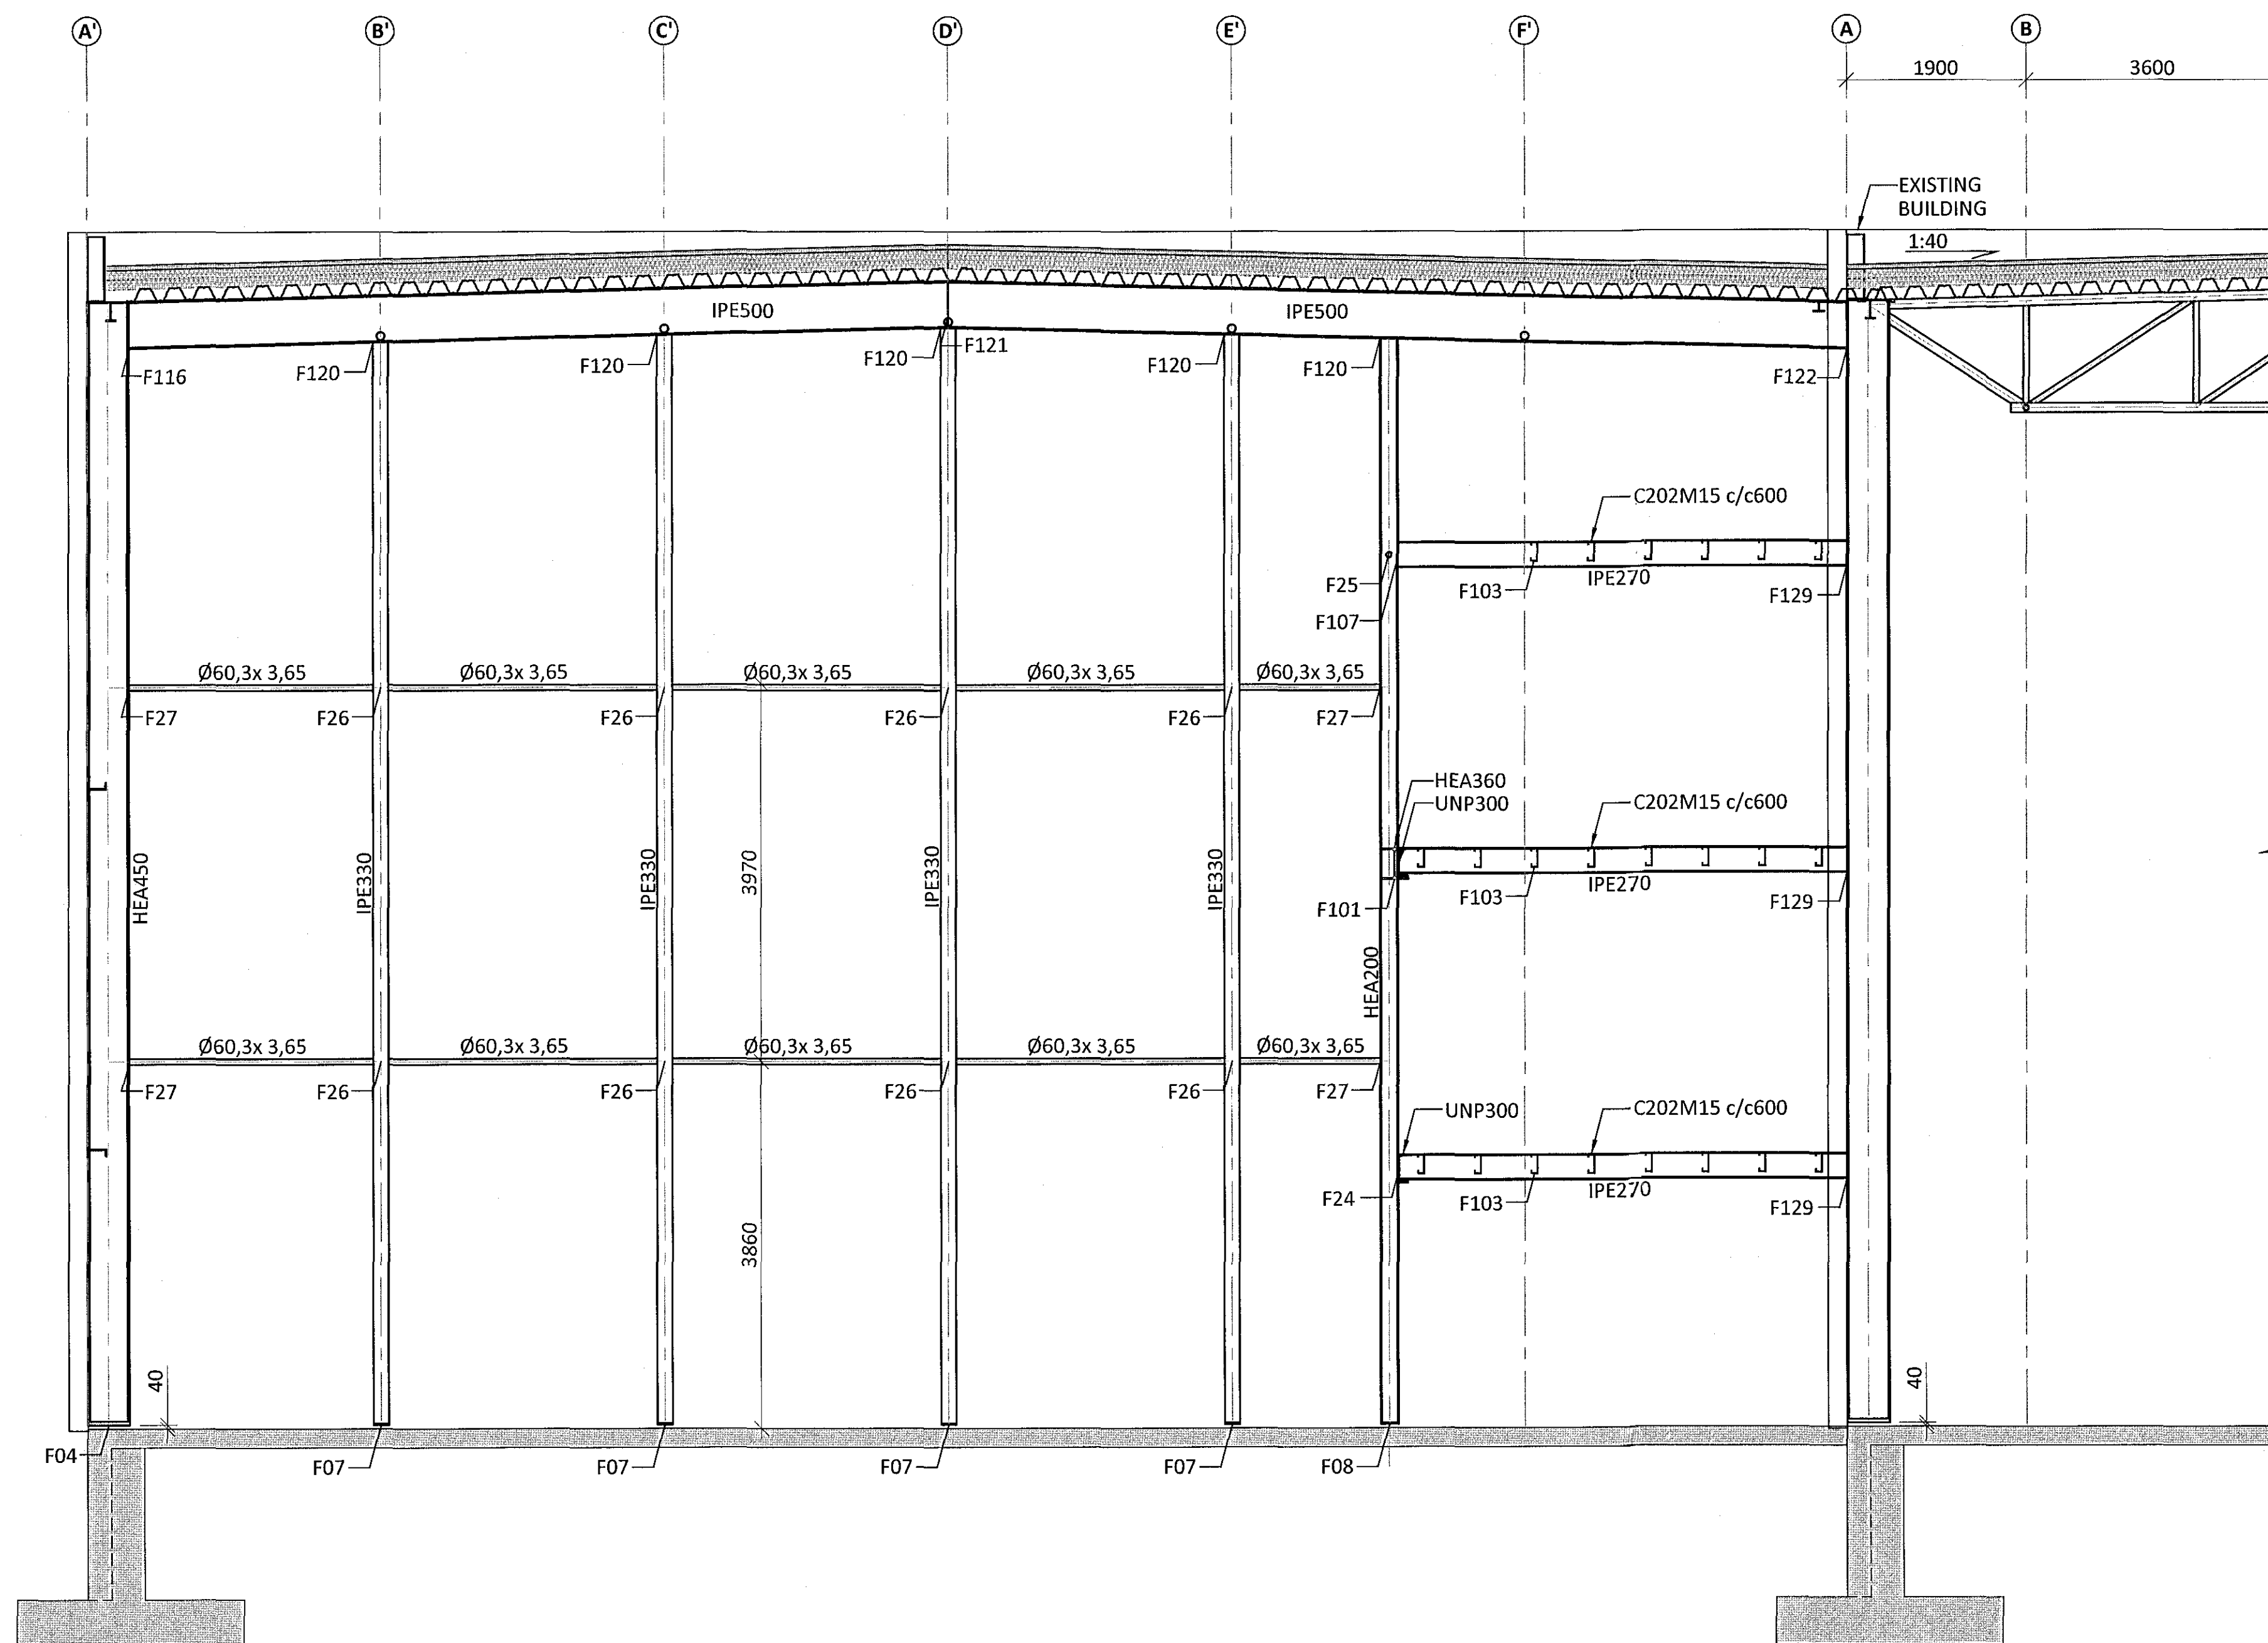 A' B' C' D' E' F' A B
1900 3600
EXISTING
BUILDING
1:40
IPE500 IPE500
F116 F120 F120 F120 F121 F120 F120 F122
C202M15 c/c600
F25 F103 IPE270 F129
F107
Ø60,3x 3,65 Ø60,3x 3,65 Ø60,3x 3,65 Ø60,3x 3,65 Ø60,3x 3,65
F27 F26 F26 F26 F26 F27
HEA360
UNP300 C202M15 c/c600
HEA450 IPE330 IPE330 3970 IPE330 IPE330
F101 F103 IPE270 F129
HEA200
Ø60,3x 3,65 Ø60,3x 3,65 Ø60,3x 3,65 Ø60,3x 3,65 Ø60,3x 3,65
F27 F26 F26 F26 F26 F27
UNP300 C202M15 c/c600
F24 F103 IPE270 F129
3860
40 40
F04 F07 F07 F07 F07 F08